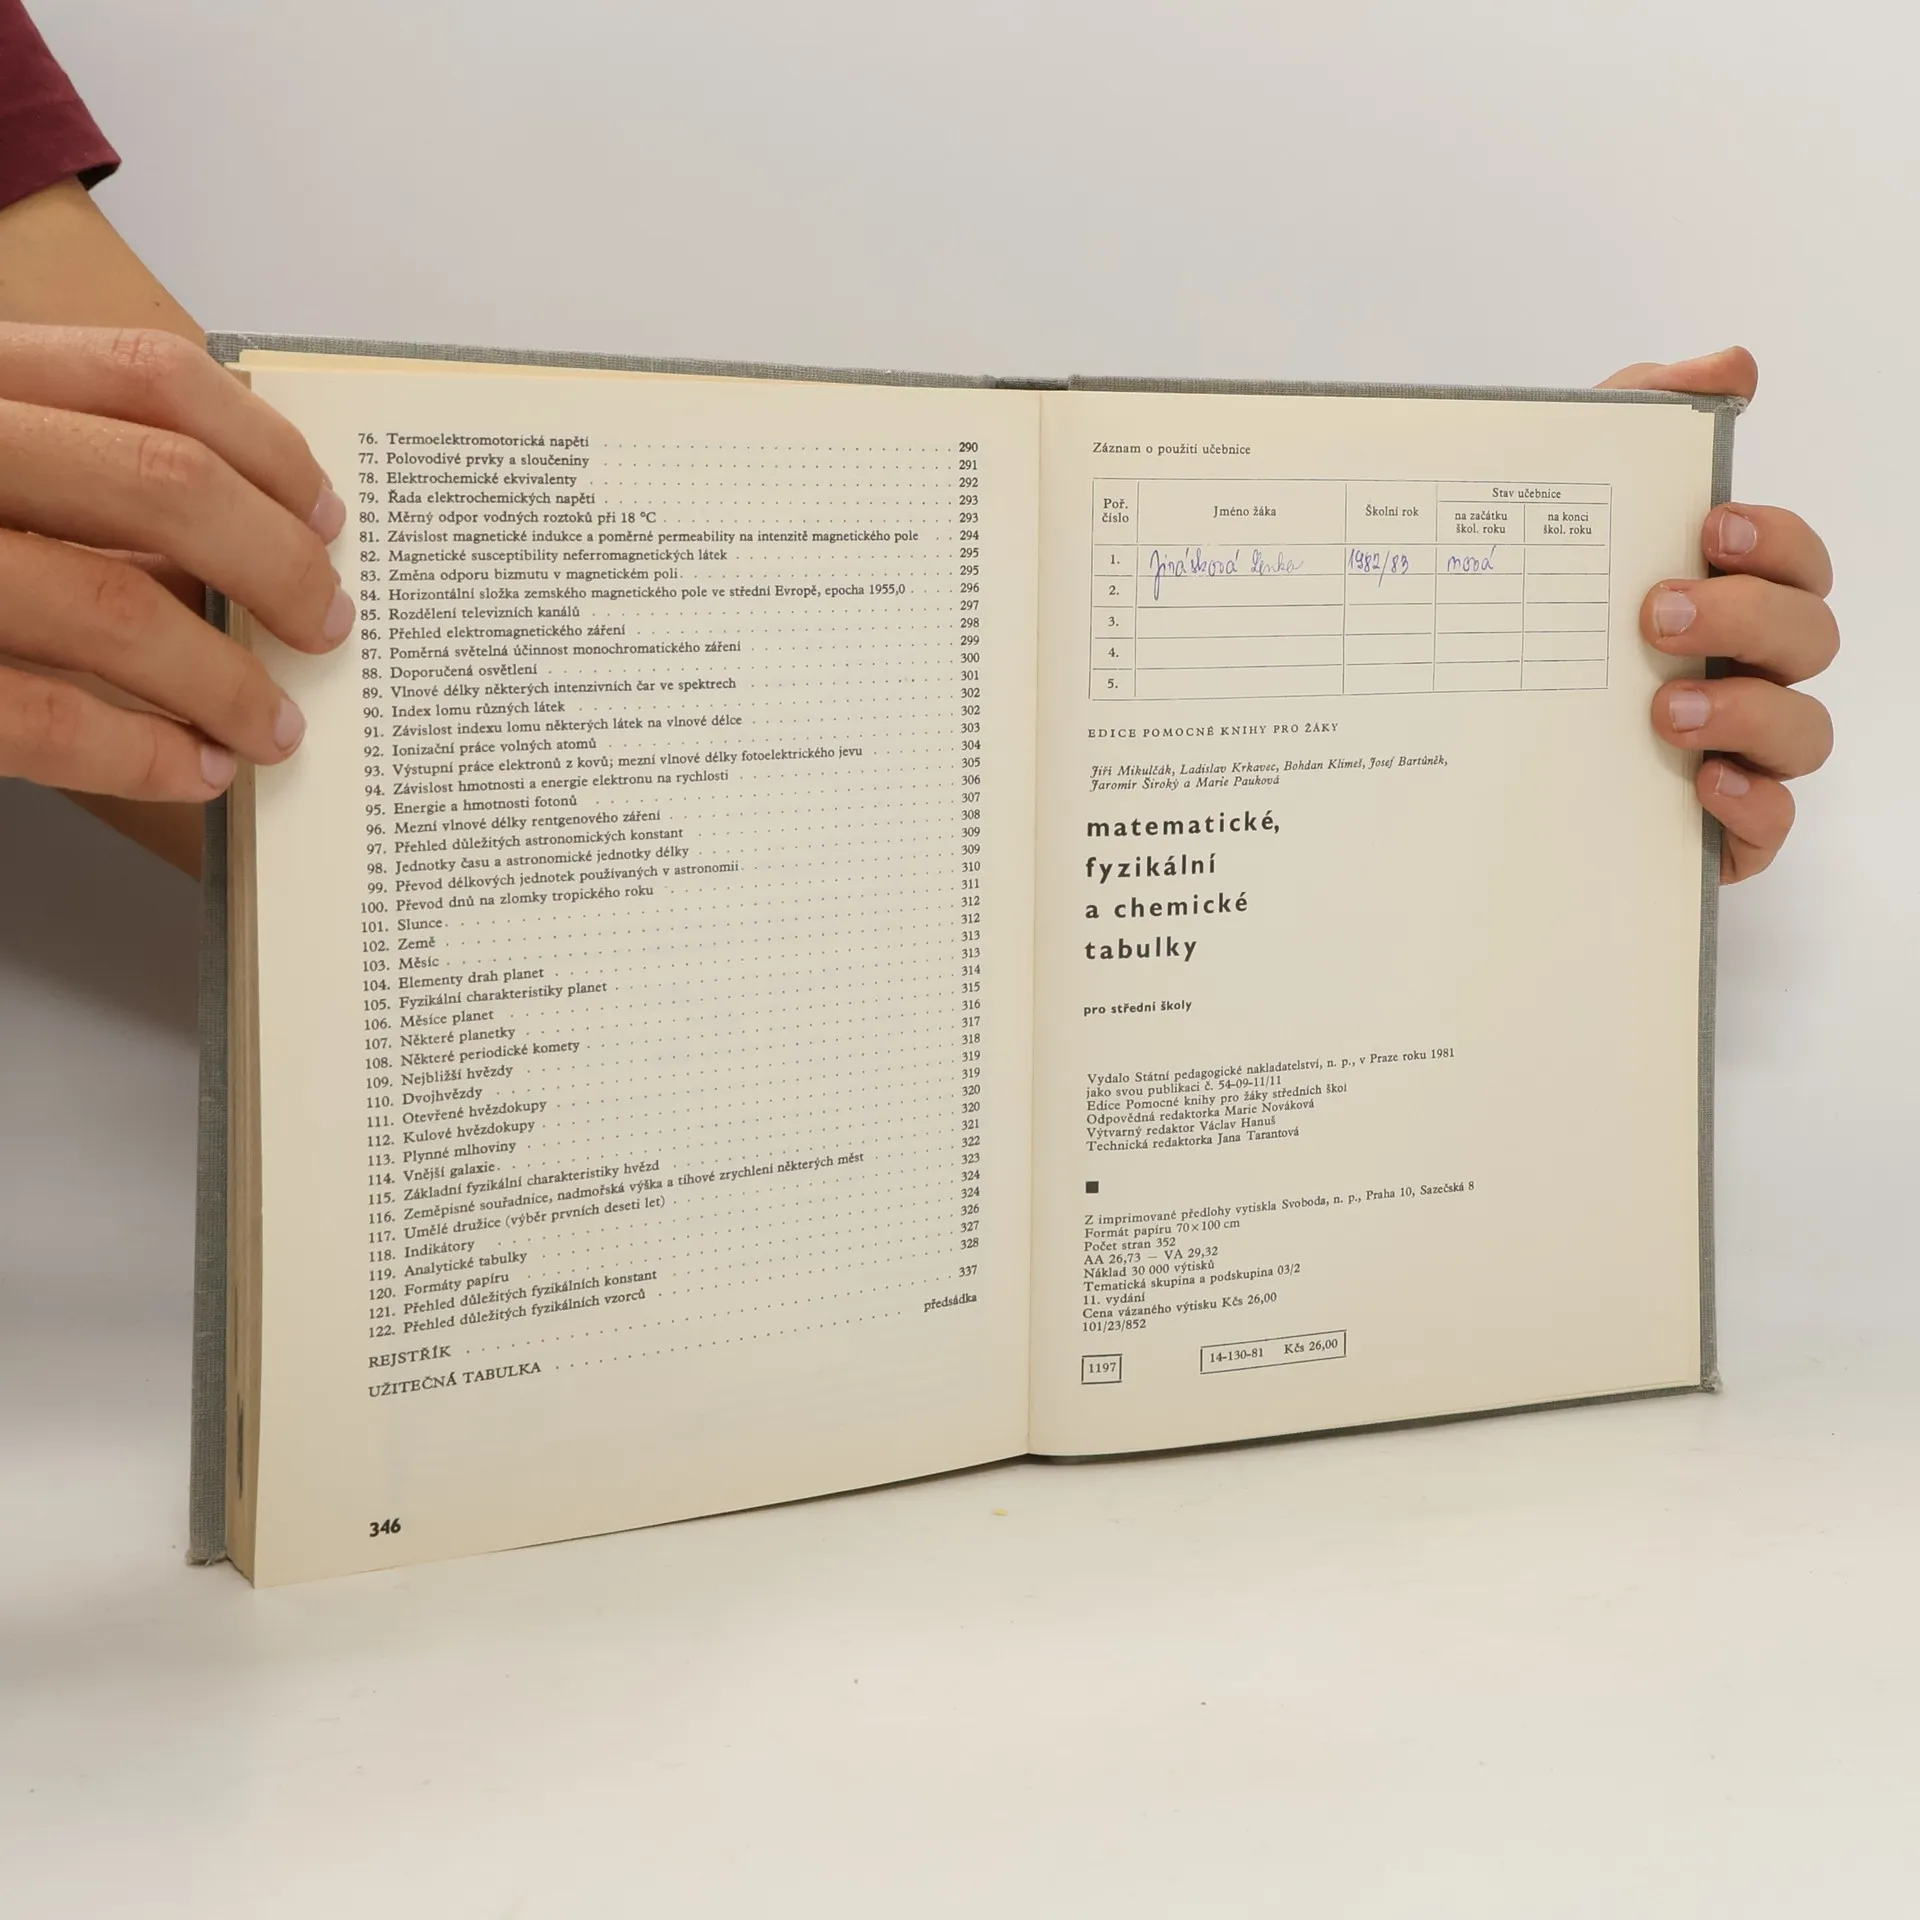 76. Termoelektromotorická napětí . . . 290
77. Polovodivé prvky a sloučeniny . . . 291
78. Elektrochemické ekvivalenty . . . 292
79. Řada elektrochemických napětí . . . 293
80. Měrný odpor vodných roztoků při 18 °C . . . 293
81. Závislost magnetické indukce a poměrné permeability na intenzitě magnetického pole . . 294
82. Magnetické susceptibility neferromagnetických látek . . . 295
83. Změna odporu bizmutu v magnetickém poli . . . 295
84. Horizontální složka zemského magnetického pole ve střední Evropě, epocha 1955,0 . . . 296
85. Rozdělení televizních kanálů . . . 297
86. Přehled elektromagnetického záření . . . 298
87. Poměrná světelná účinnost monochromatického záření . . . 299
88. Doporučená osvětlení . . . 300
89. Vlnové délky některých intenzivních čar ve spektrech . . . 301
90. Index lomu různých látek . . . 302
91. Závislost indexu lomu některých látek na vlnové délce . . . 302
92. Ionizační práce volných atomů . . . 303
93. Výstupní práce elektronů z kovů; mezní vlnové délky fotoelektrického jevu . . . 304
94. Závislost hmotnosti a energie elektronu na rychlosti . . . 305
95. Energie a hmotnosti fotonů . . . 306
96. Mezní vlnové délky rentgenového záření . . . 307
97. Přehled důležitých astronomických konstant . . . 308
98. Jednotky času a astronomické jednotky délky . . . 309
99. Převod délkových jednotek používaných v astronomii . . . 309
100. Převod dnů na zlomky tropického roku . . . 310
101. Slunce . . . 311
102. Země . . . 312
103. Měsíc . . . 312
104. Elementy drah planet . . . 313
105. Fyzikální charakteristiky planet . . . 313
106. Měsíce planet . . . 314
107. Některé planetky . . . 315
108. Některé periodické komety . . . 316
109. Nejbližší hvězdy . . . 317
110. Dvojhvězdy . . . 318
111. Otevřené hvězdokupy . . . 319
112. Kulové hvězdokupy . . . 319
113. Plynné mlhoviny . . . 320
114. Vnější galaxie . . . 320
115. Základní fyzikální charakteristiky hvězd . . . 321
116. Zeměpisné souřadnice, nadmořská výška a tíhové zrychlení některých měst . . . 322
117. Umělé družice (výběr prvních deseti let) . . . 323
118. Indikátory . . . 324
119. Analytické tabulky . . . 324
120. Formáty papíru . . . 326
121. Přehled důležitých fyzikálních konstant . . . 327
122. Přehled důležitých fyzikálních vzorců . . . 328
REJSTŘÍK . . . 337
UŽITEČNÁ TABULKA . . . předsádka
346
Záznam o použití učebnice
Poř. číslo Jméno žáka Školní rok Stav učebnice
na začátku škol. roku na konci škol. roku
1. Jirásková Lenka 1982/83 nová
2.
3.
4.
5.
EDICE POMOCNÉ KNIHY PRO ŽÁKY
Jiří Mikulčák, Ladislav Krkavec, Bohdan Klimeš, Josef Bartůněk,
Jaromír Široký a Marie Pauková
matematické,
fyzikální
a chemické
tabulky
pro střední školy
Vydalo Státní pedagogické nakladatelství, n. p., v Praze roku 1981
jako svou publikaci č. 54-09-11/11
Edice Pomocné knihy pro žáky středních škol
Odpovědná redaktorka Marie Nováková
Výtvarný redaktor Václav Hanuš
Technická redaktorka Jana Tarantová
Z imprimované předlohy vytiskla Svoboda, n. p., Praha 10, Sazečská 8
Formát papíru 70×100 cm
Počet stran 352
AA 26,73 — VA 29,32
Náklad 30 000 výtisků
Tematická skupina a podskupina 03/2
11. vydání
Cena vázaného výtisku Kčs 26,00
101/23/852
1197 14-130-81 Kčs 26,00